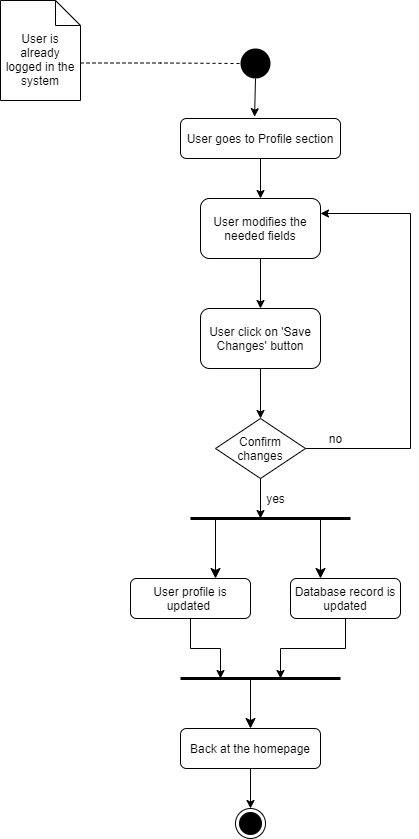 User is
already
logged in the
system
User goes to Profile section
User modifies the
needed fields
User click on 'Save
Changes' button
Confirm
changes
no
yes
User profile is
updated
Database record is
updated
Back at the homepage